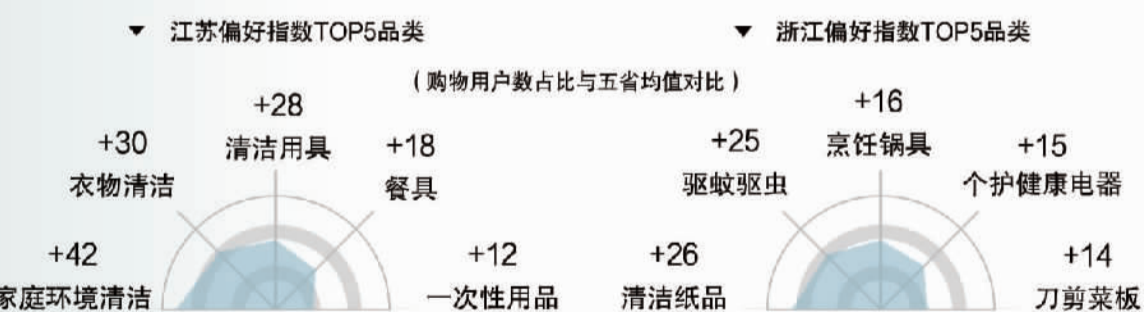 ▼ 江苏偏好指数TOP5品类
▼ 浙江偏好指数TOP5品类
(购物用户数占比与五省均值对比)
+28
清洁用具
+30
衣物清洁
+18
餐具
+42
家庭环境清洁
+12
一次性用品
+16
烹饪锅具
+25
驱蚊驱虫
+15
个护健康电器
+26
清洁纸品
+14
刀剪菜板